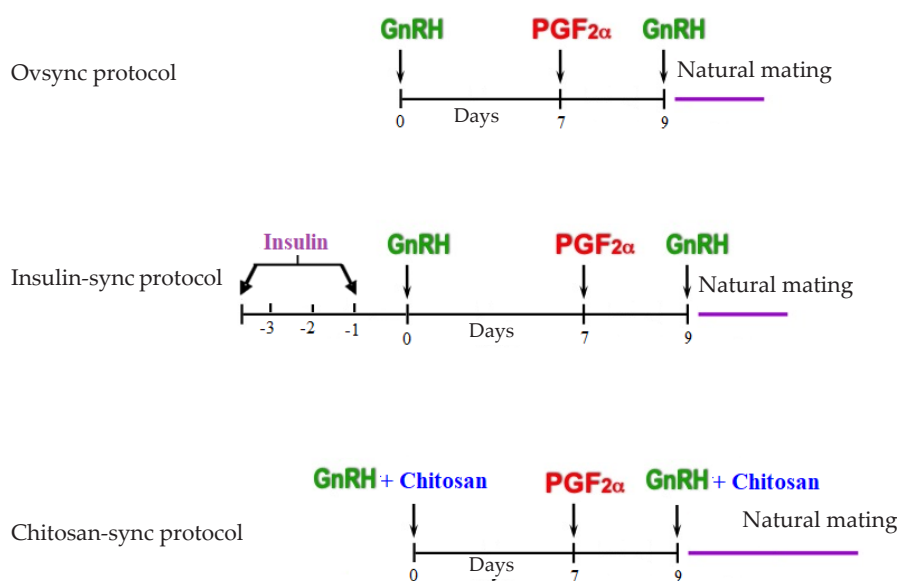 GnRH PGF2α GnRH
Ovsync protocol Natural mating
Days
0 7 9
Insulin GnRH PGF2α GnRH
Insulin-sync protocol Natural mating
-3 -2 -1 0 Days 7 9
GnRH + Chitosan PGF2α GnRH + Chitosan
Chitosan-sync protocol Natural mating
Days
0 7 9